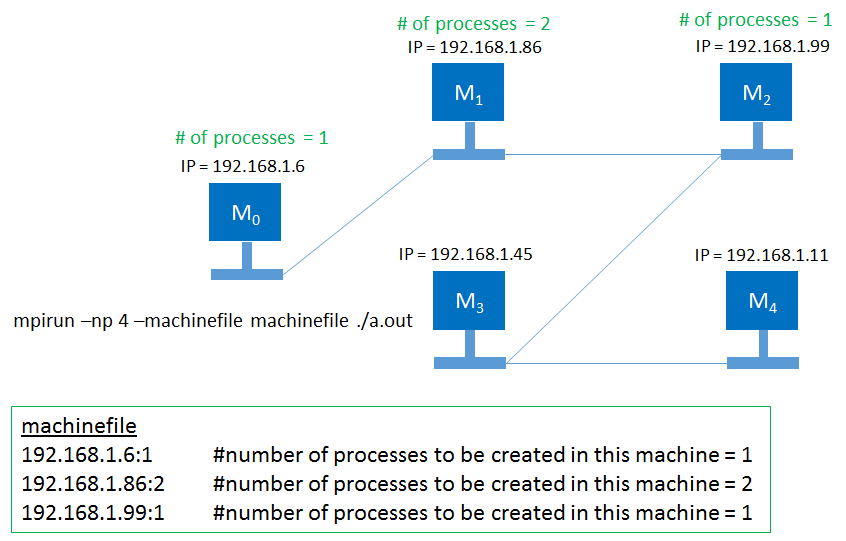 # of processes = 2
IP = 192.168.1.86
M1
# of processes = 1
IP = 192.168.1.99
M2
# of processes = 1
IP = 192.168.1.6
M0
IP = 192.168.1.45
M3
IP = 192.168.1.11
M4
mpirun –np 4 –machinefile machinefile ./a.out
machinefile
192.168.1.6:1 #number of processes to be created in this machine = 1
192.168.1.86:2 #number of processes to be created in this machine = 2
192.168.1.99:1 #number of processes to be created in this machine = 1